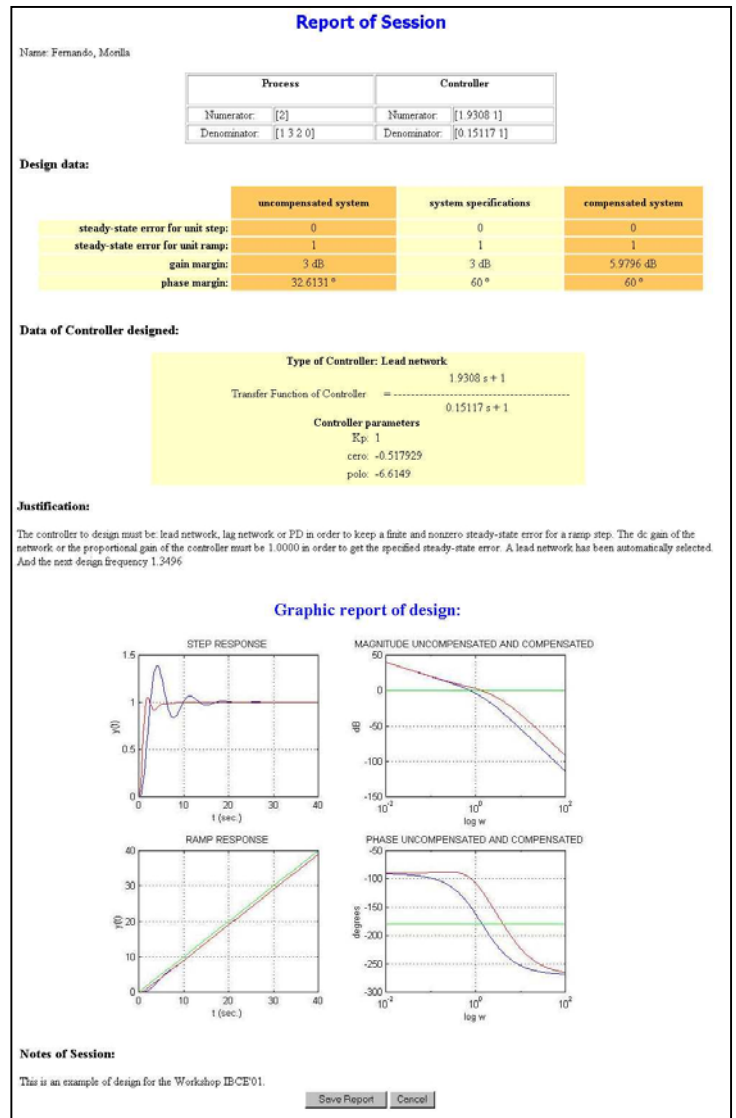 Report of Session
Name: Fernando, Morilla
Process Controller
Numerator: [2] Numerator: [1.9308 1]
Denominator: [1 3 2 0] Denominator: [0.15117 1]
Design data:
uncompensated system system specifications compensated system
steady-state error for unit step: 0 0 0
steady-state error for unit ramp: 1 1 1
gain margin: 3 dB 3 dB 5.9796 dB
phase margin: 32.6131 º 60 º 60 º
Data of Controller designed:
Type of Controller: Lead network
1.9308 s + 1
Transfer Function of Controller = --------------------------------------------
0.15117 s + 1
Controller parameters
Kp: 1
cero: -0.517929
polo: -6.6149
Justification:
The controller to design must be: lead network, lag network or PD in order to keep a finite and nonzero steady-state error for a ramp step. The dc gain of the
network or the proportional gain of the controller must be 1.0000 in order to get the specified steady-state error. A lead network has been automatically selected.
And the next design frequency 1.3496
Graphic report of design:
STEP RESPONSE
1.5
1
0.5
0
y(t)
0 10 20 30 40
t (sec.)
MAGNITUDE UNCOMPENSATED AND COMPENSATED
50
0
-50
-100
-150
dB
10^-2 10^0 10^2
log w
RAMP RESPONSE
40
30
20
10
0
y(t)
0 10 20 30 40
t (sec.)
PHASE UNCOMPENSATED AND COMPENSATED
-50
-100
-150
-200
-250
-300
degrees
10^-2 10^0 10^2
log w
Notes of Session:
This is an example of design for the Workshop IBCE'01.
Save Report Cancel